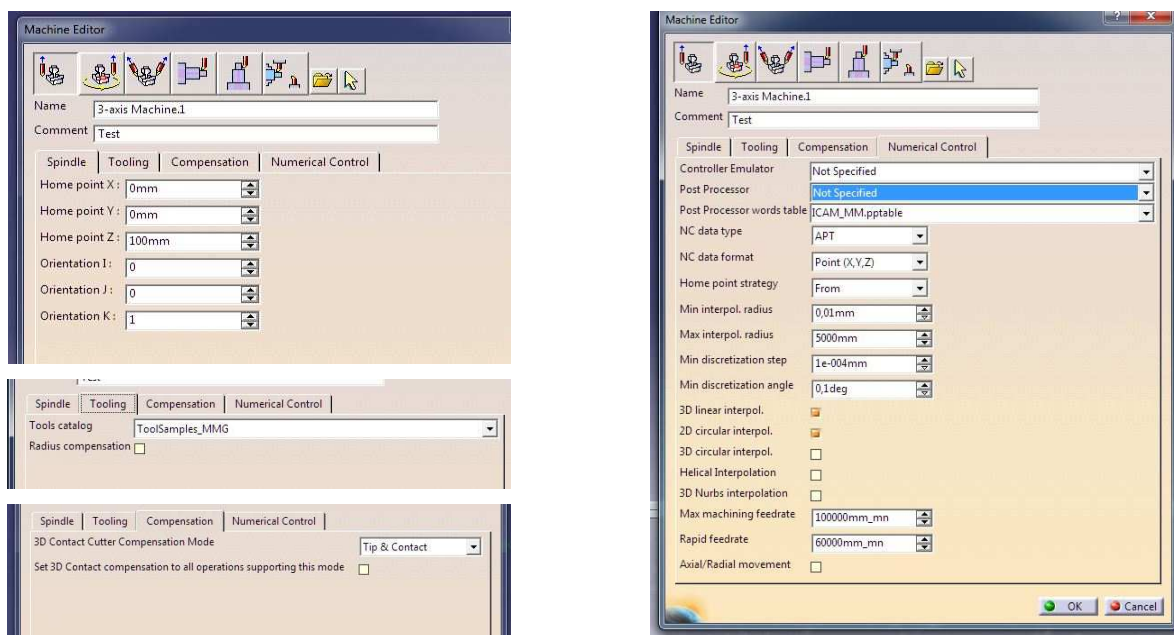 Machine Editor
Name 3-axis Machine.1
Comment Test
Spindle Tooling Compensation Numerical Control
Home point X : 0mm
Home point Y : 0mm
Home point Z : 100mm
Orientation I : 0
Orientation J : 0
Orientation K : 1
Test
Spindle Tooling Compensation Numerical Control
Tools catalog ToolSamples_MMG
Radius compensation
Spindle Tooling Compensation Numerical Control
3D Contact Cutter Compensation Mode Tip & Contact
Set 3D Contact compensation to all operations supporting this mode
Machine Editor
Name 3-axis Machine.1
Comment Test
Spindle Tooling Compensation Numerical Control
Controller Emulator Not Specified
Post Processor Not Specified
Post Processor words table ICAM_MM.pptable
NC data type APT
NC data format Point (X,Y,Z)
Home point strategy From
Min interpol. radius 0,01mm
Max interpol. radius 5000mm
Min discretization step 1e-004mm
Min discretization angle 0,1deg
3D linear interpol.
2D circular interpol.
3D circular interpol.
Helical Interpolation
3D Nurbs interpolation
Max machining feedrate 100000mm_mn
Rapid feedrate 60000mm_mn
Axial/Radial movement
OK Cancel